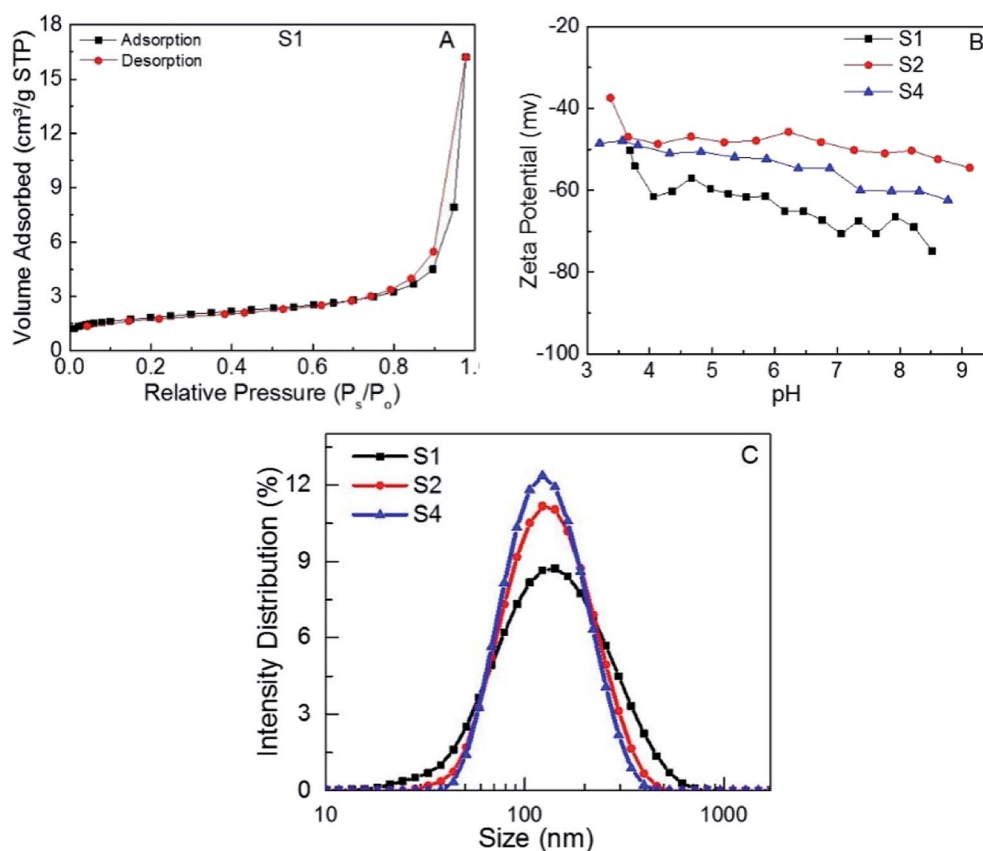 18
15
12
9
6
3
0
0.0
0.2
0.4
0.6
0.8
1.0
Volume Adsorbed (cm³/g STP)
Relative Pressure (Pₛ/Pₒ)
Adsorption
Desorption
S1
A
-20
-40
-60
-80
-100
3
4
5
6
7
8
9
Zeta Potential (mv)
pH
S1
S2
S4
B
12
9
6
3
0
10
100
1000
Intensity Distribution (%)
Size (nm)
S1
S2
S4
C